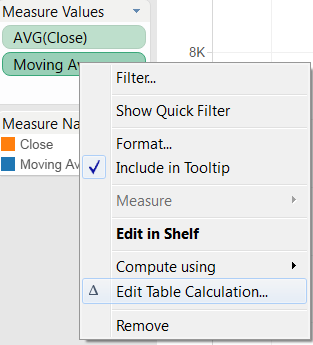 Measure Values
AVG(Close)
Moving Av
8K
Filter...
Show Quick Filter
Measure Na
Format...
Close
Include in Tooltip
Moving Av
Measure
Edit in Shelf
Compute using
Δ Edit Table Calculation...
Remove